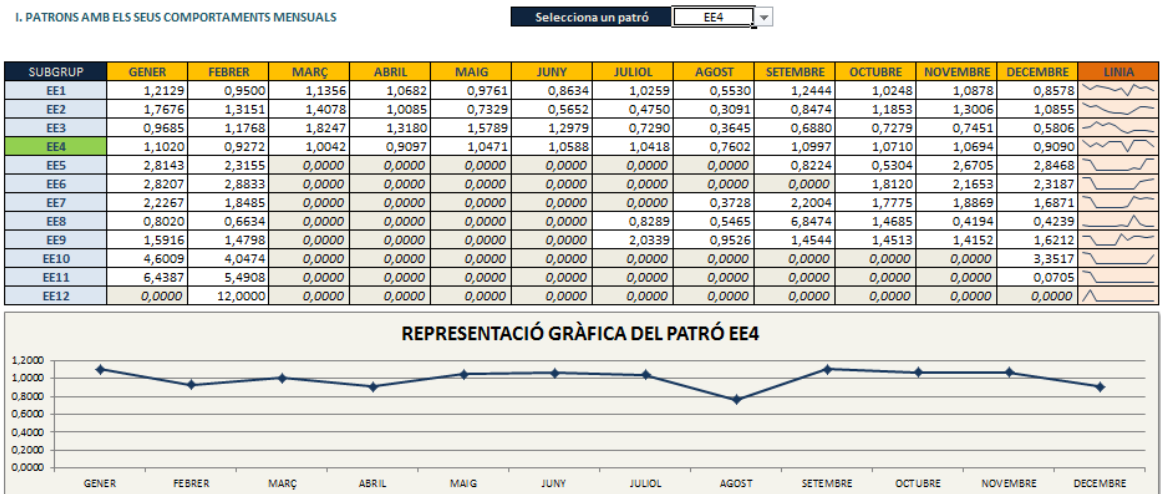 I. PATRONS AMB ELS SEUS COMPORTAMENTS MENSUALS Selecciona un patró EE4
SUBGRUP GENER FEBRER MARÇ ABRIL MAIG JUNY JULIOL AGOST SETEMBRE OCTUBRE NOVEMBRE DECEMBRE LINIA
EE1 1,2129 0,9500 1,1356 1,0682 0,9761 0,8634 1,0259 0,5530 1,2444 1,0248 1,0878 0,8578
EE2 1,7676 1,3151 1,4078 1,0085 0,7329 0,5652 0,4750 0,3091 0,8474 1,1853 1,3006 1,0855
EE3 0,9685 1,1768 1,8247 1,3180 1,5789 1,2979 0,7290 0,3645 0,6880 0,7279 0,7451 0,5806
EE4 1,1020 0,9272 1,0042 0,9097 1,0471 1,0588 1,0418 0,7602 1,0997 1,0710 1,0694 0,9090
EE5 2,8143 2,3155 0,0000 0,0000 0,0000 0,0000 0,0000 0,0000 0,8224 0,5304 2,6705 2,8468
EE6 2,8207 2,8833 0,0000 0,0000 0,0000 0,0000 0,0000 0,0000 0,0000 1,8120 2,1653 2,3187
EE7 2,2267 1,8485 0,0000 0,0000 0,0000 0,0000 0,0000 0,3728 2,2004 1,7775 1,8869 1,6871
EE8 0,8020 0,6634 0,0000 0,0000 0,0000 0,0000 0,8289 0,5465 6,8474 1,4685 0,4194 0,4239
EE9 1,5916 1,4798 0,0000 0,0000 0,0000 0,0000 2,0339 0,9526 1,4544 1,4513 1,4152 1,6212
EE10 4,6009 4,0474 0,0000 0,0000 0,0000 0,0000 0,0000 0,0000 0,0000 0,0000 0,0000 3,3517
EE11 6,4387 5,4908 0,0000 0,0000 0,0000 0,0000 0,0000 0,0000 0,0000 0,0000 0,0000 0,0705
EE12 0,0000 12,0000 0,0000 0,0000 0,0000 0,0000 0,0000 0,0000 0,0000 0,0000 0,0000 0,0000
REPRESENTACIÓ GRÀFICA DEL PATRÓ EE4
1,2000
1,0000
0,8000
0,6000
0,4000
0,2000
0,0000
GENER FEBRER MARÇ ABRIL MAIG JUNY JULIOL AGOST SETEMBRE OCTUBRE NOVEMBRE DECEMBRE